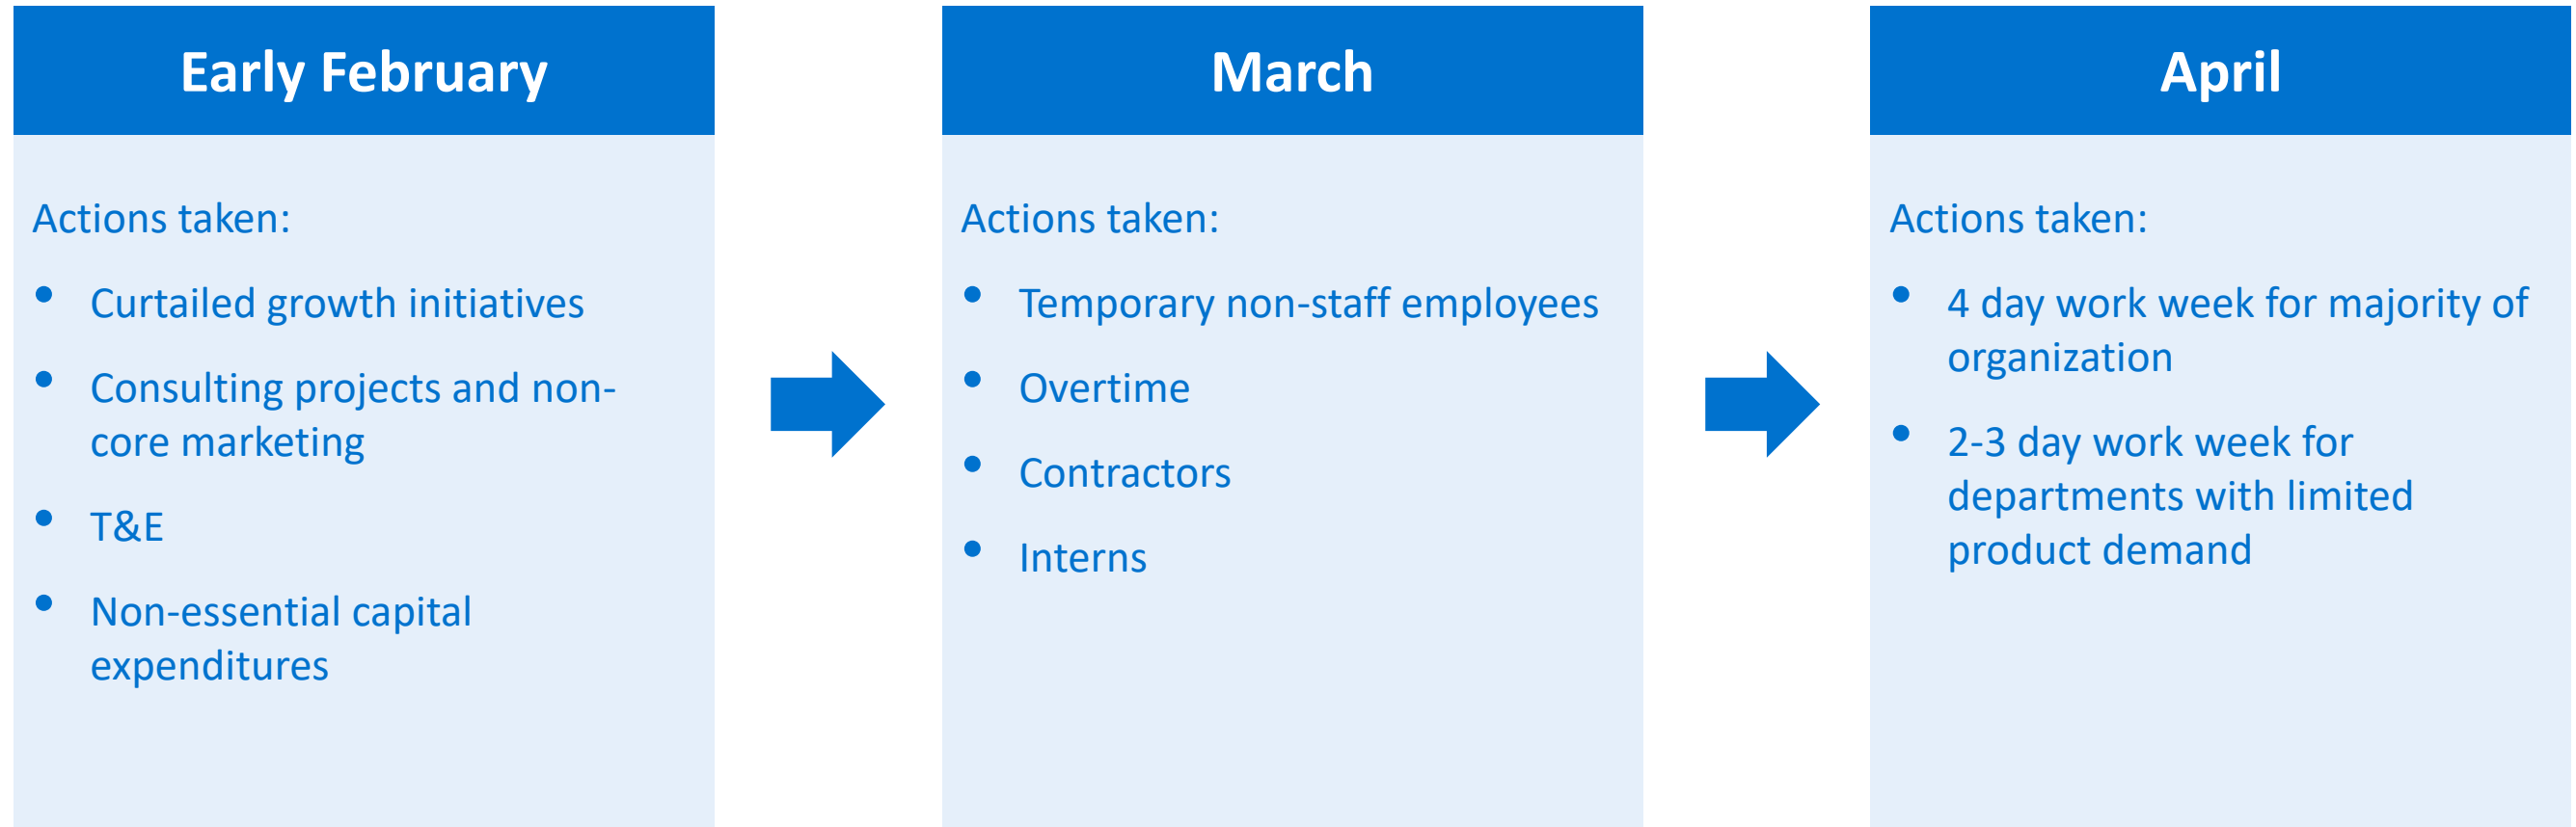 Early February
Actions taken:
• Curtailed growth initiatives
• Consulting projects and non-
core marketing
• T&E
• Non-essential capital
expenditures
March
Actions taken:
• Temporary non-staff employees
• Overtime
• Contractors
• Interns
April
Actions taken:
• 4 day work week for majority of
organization
• 2-3 day work week for
departments with limited
product demand